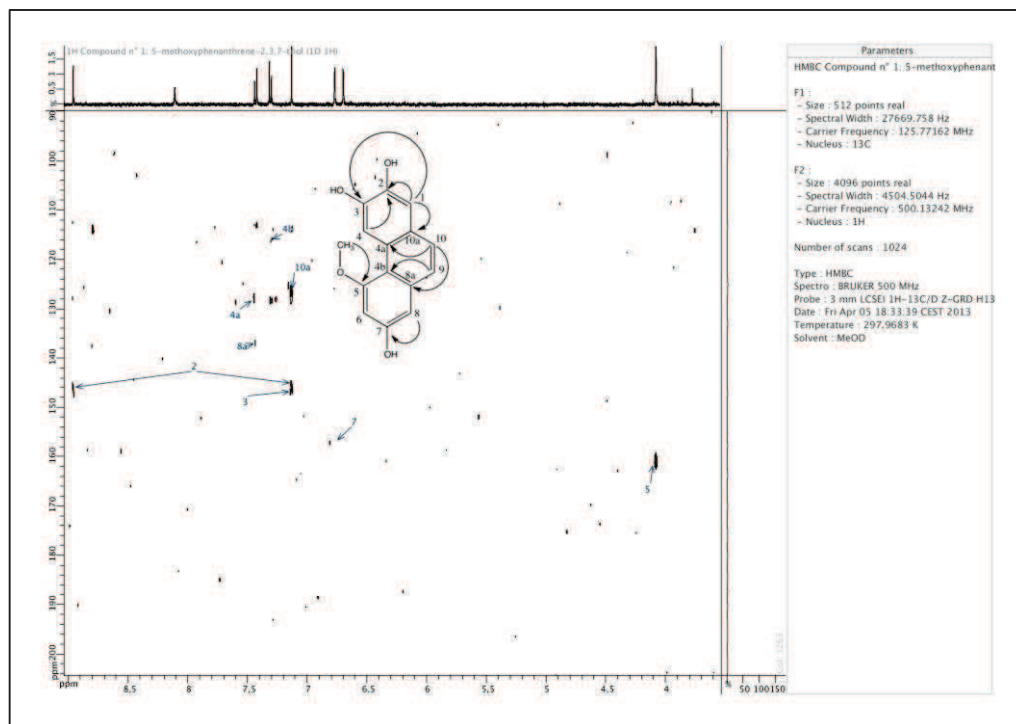 1H Compound n° 1: 5-methoxyphenanthrene-2,3,7-triol (1D 1H)
1,5
1
0,5
0
%
90
100
110
120
130
140
150
160
170
180
190
ppm 200
ppm
8.5
8
7.5
7
6.5
6
5.5
5
4.5
4
%
50 100150
OH
HO
2
1
3
4
10a
10
4a
CH₃
4b
8a
9
O
5
6
8
7
OH
4b
10a
4a
8a
2
3
7
5
Parameters
HMBC Compound n° 1: 5-methoxyphenant
F1 :
- Size : 512 points real
- Spectral Width : 27669.758 Hz
- Carrier Frequency : 125.77162 MHz
- Nucleus : 13C
F2 :
- Size : 4096 points real
- Spectral Width : 4504.5044 Hz
- Carrier Frequency : 500.13242 MHz
- Nucleus : 1H
Number of scans : 1024
Type : HMBC
Spectro : BRUKER 500 MHz
Probe : 3 mm LCSEI 1H-13C/D Z-GRD H13
Date : Fri Apr 05 18:33:39 CEST 2013
Temperature : 297.9683 K
Solvent : MeOD